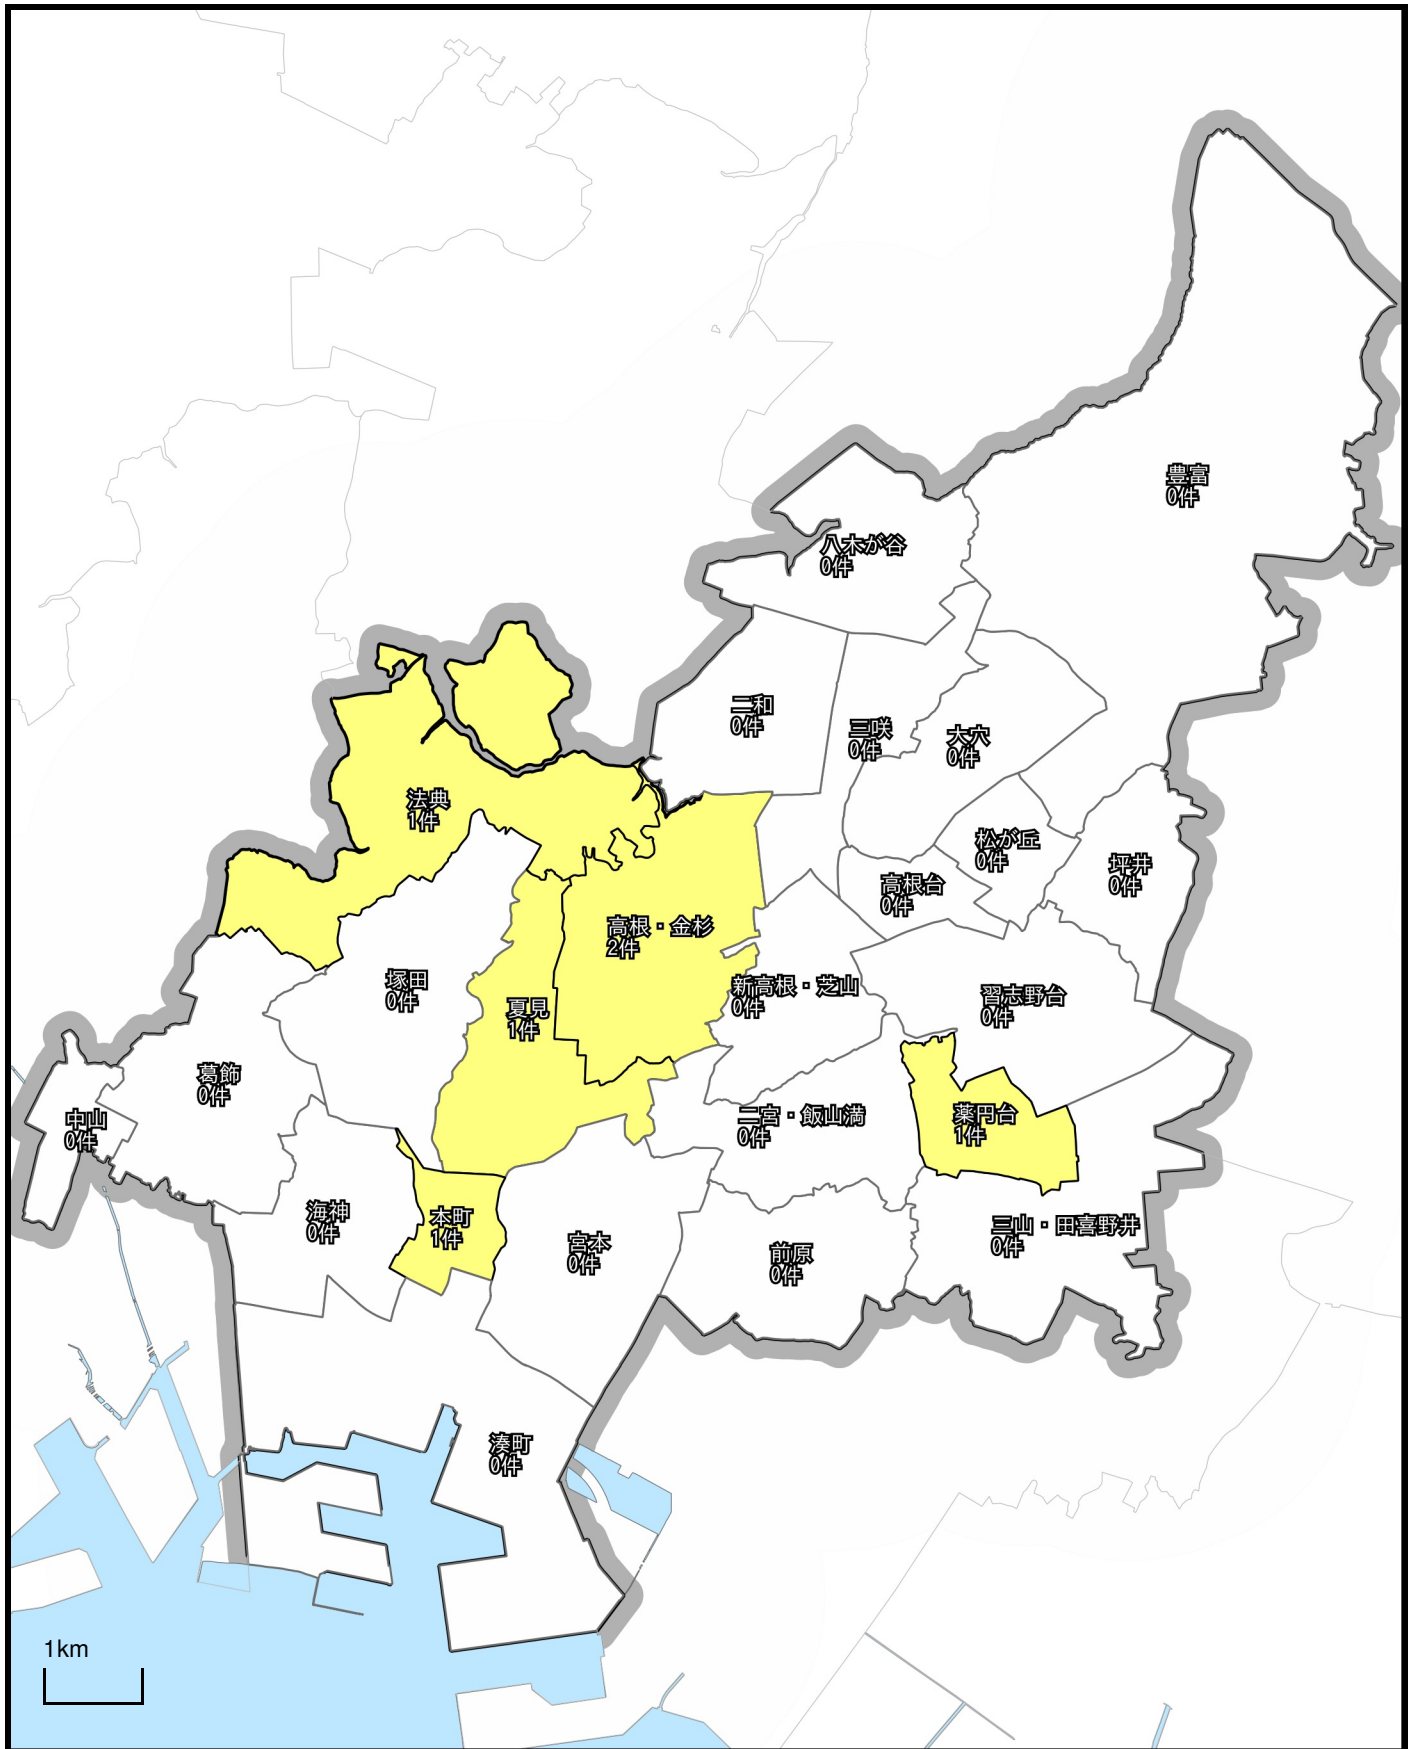 豊富
0件
八木が谷
0件
二和
0件
三咲
0件
大穴
0件
法典
1件
松が丘
0件
坪井
0件
高根台
0件
高根・金杉
2件
塚田
0件
新高根・芝山
0件
習志野台
0件
夏見
1件
葛飾
0件
中山
0件
二宮・飯山満
0件
薬円台
1件
海神
0件
本町
1件
宮本
0件
前原
0件
三山・田喜野井
0件
湊町
0件
1km